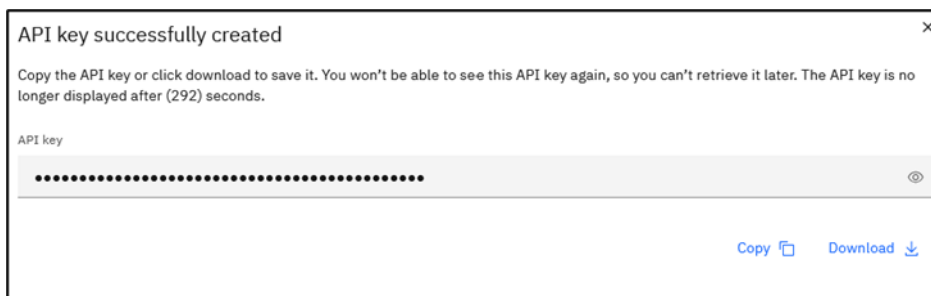 API key successfully created
Copy the API key or click download to save it. You won't be able to see this API key again, so you can't retrieve it later. The API key is no
longer displayed after (292) seconds.
API key
••••••••••••••••••••••••••••••••••••••••••••
Copy
Download